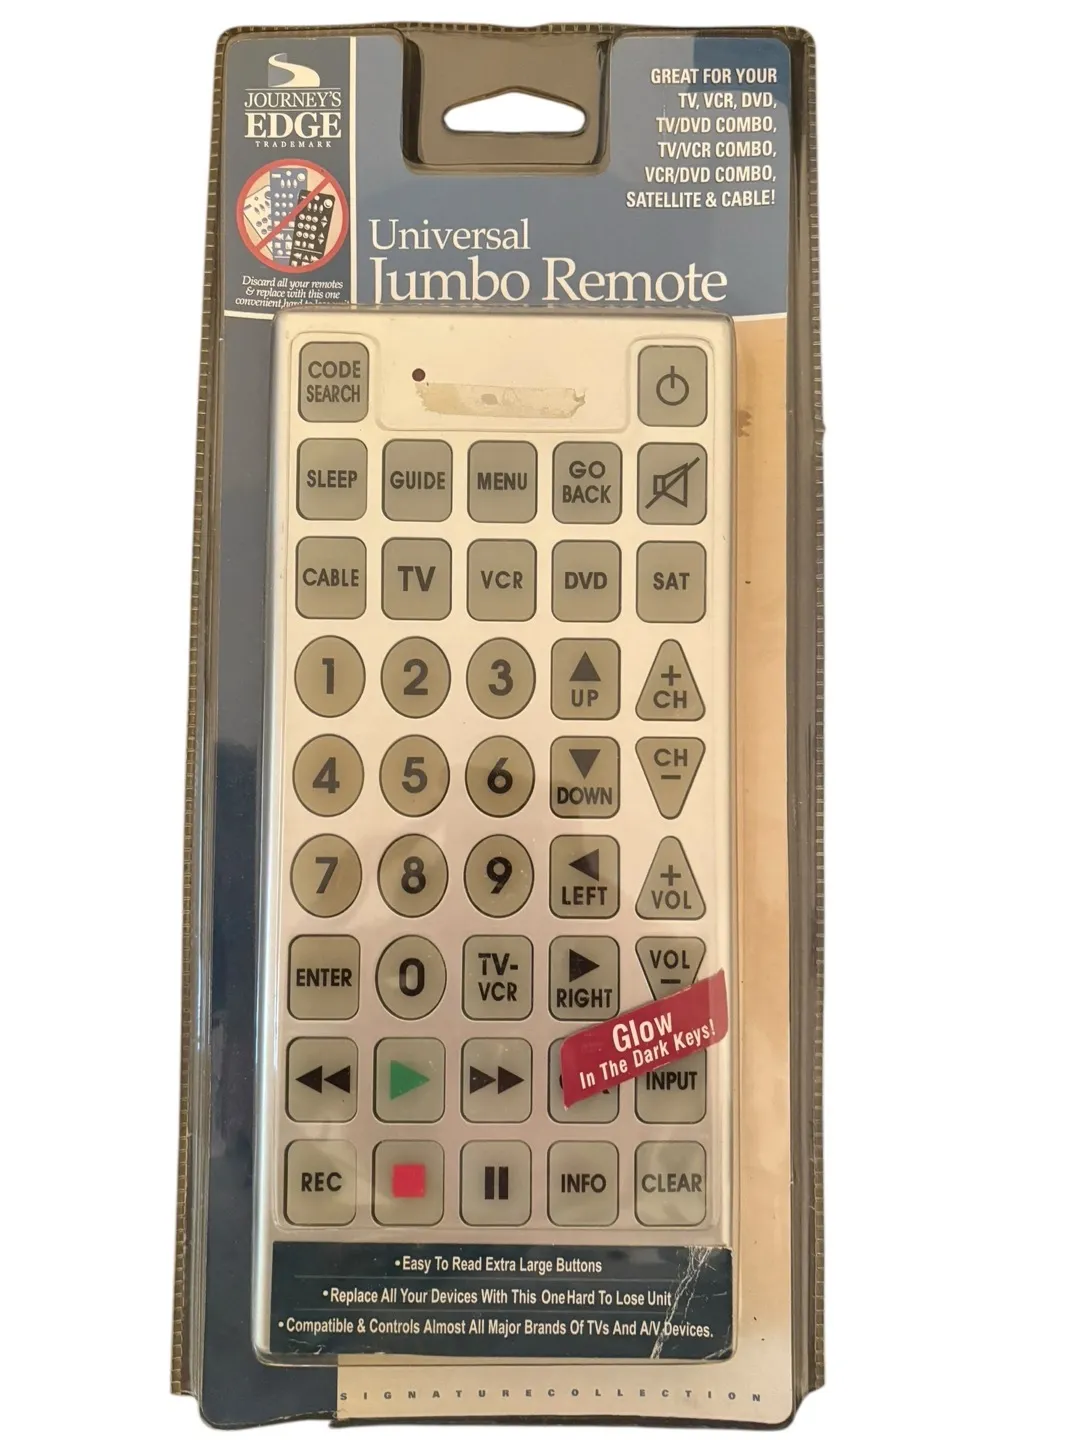 JOURNEY'S
EDGE
TRADEMARK
Discard all your remotes
& replace with this one
convenient, hard to
GREAT FOR YOUR
TV, VCR, DVD,
TV/DVD COMBO,
TV/VCR COMBO,
VCR/DVD COMBO,
SATELLITE & CABLE!
Universal
Jumbo Remote
CODE
SEARCH
SLEEP
GUIDE
MENU
GO
BACK
CABLE
TV
VCR
DVD
SAT
1
2
3
▲
UP
+
CH
4
5
6
▼
DOWN
CH
–
7
8
9
◀
LEFT
+
VOL
ENTER
0
TV-
VCR
▶
RIGHT
VOL
–
Glow
In The Dark Keys!
INPUT
REC
INFO
CLEAR
•Easy To Read Extra Large Buttons
•Replace All Your Devices With This One Hard To Lose Unit
•Compatible & Controls Almost All Major Brands Of TVs And A/V Devices.
SIGNATURECOLLECTION